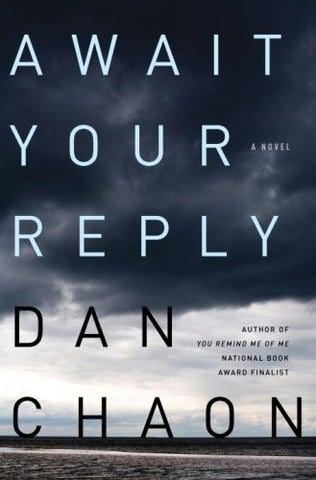 AWAIT
YOUR
A NOVEL
REPLY
DAN
CHAON
AUTHOR OF
YOU REMIND ME OF ME
NATIONAL BOOK
AWARD FINALIST